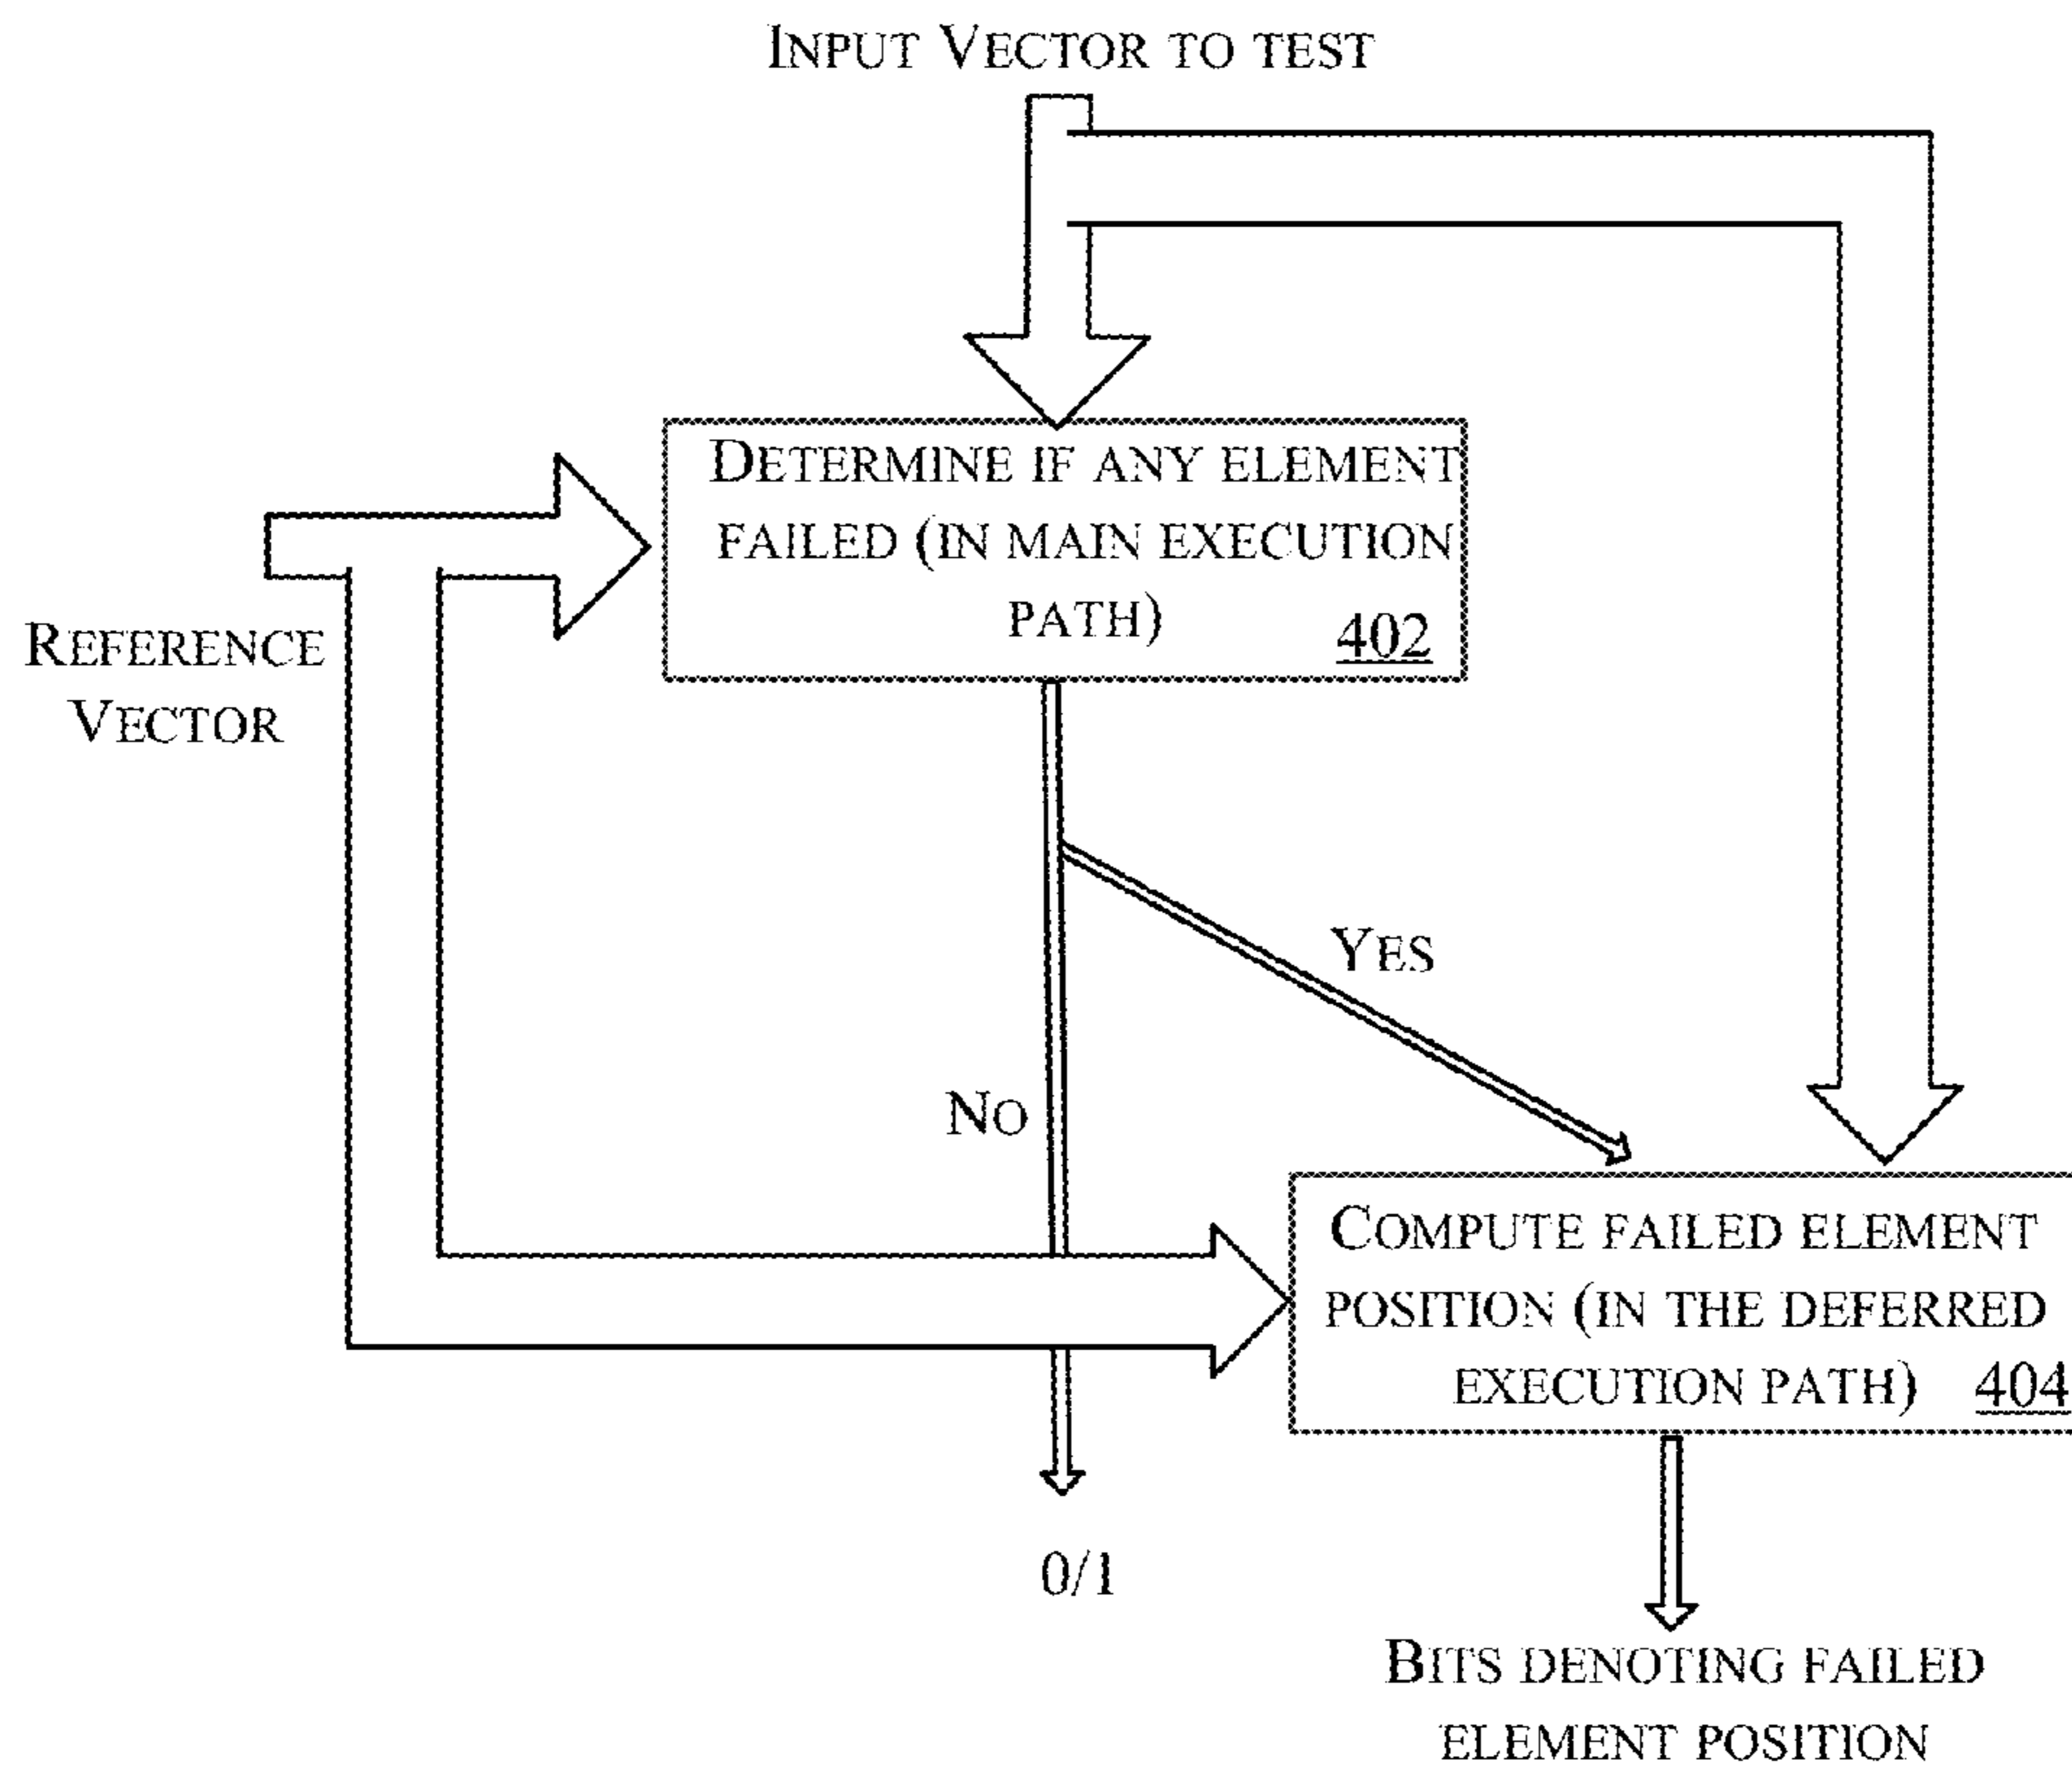 INPUT VECTOR TO TEST
DETERMINE IF ANY ELEMENT
FAILED (IN MAIN EXECUTION
PATH) 402
REFERENCE
VECTOR
YES
NO
COMPUTE FAILED ELEMENT
POSITION (IN THE DEFERRED
EXECUTION PATH) 404
0/1
BITS DENOTING FAILED
ELEMENT POSITION